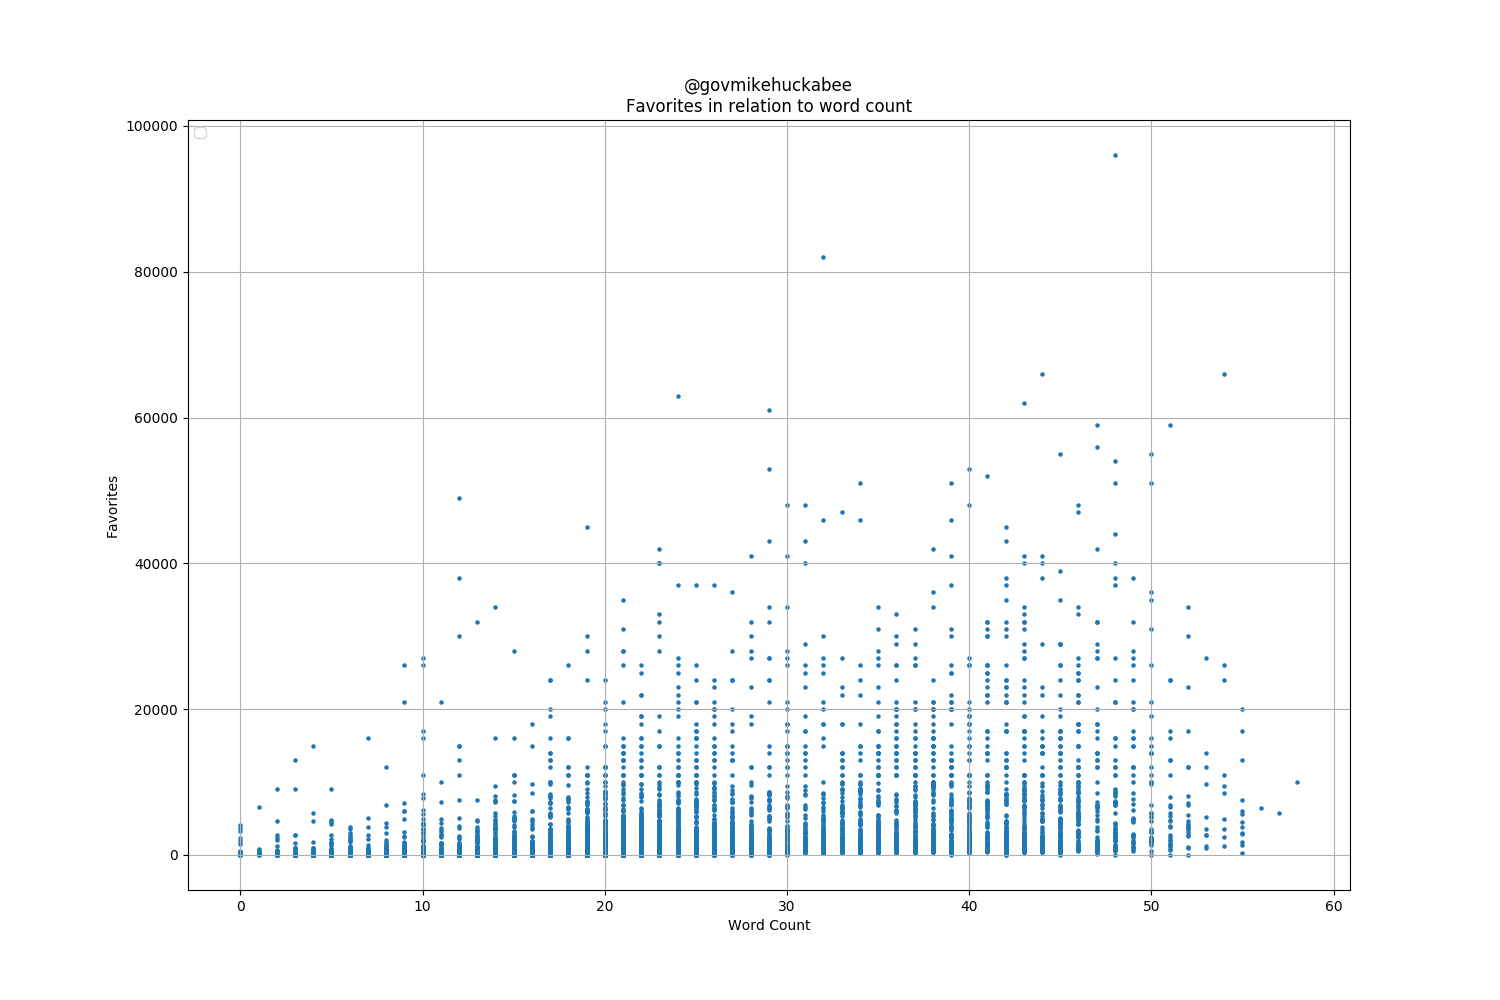 @govmikehuckabee
Favorites in relation to word count
100000
80000
60000
40000
20000
0
Favorites
0 10 20 30 40 50 60
Word Count